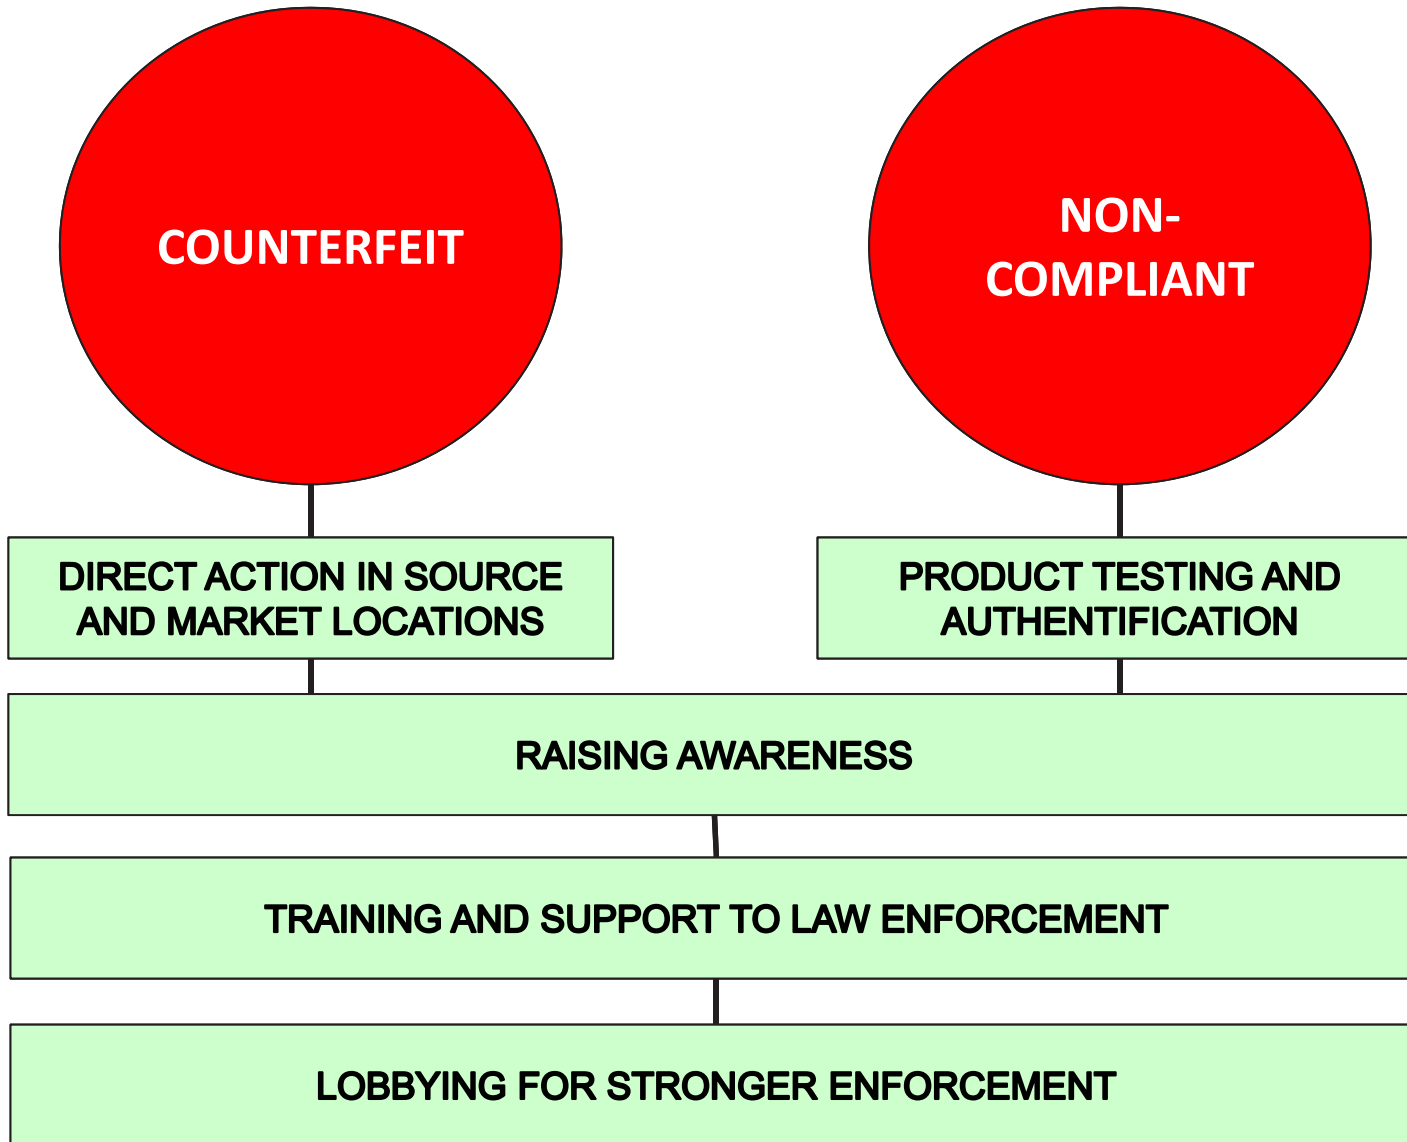 COUNTERFEIT
NON-
COMPLIANT
DIRECT ACTION IN SOURCE
AND MARKET LOCATIONS
PRODUCT TESTING AND
AUTHENTIFICATION
RAISING AWARENESS
TRAINING AND SUPPORT TO LAW ENFORCEMENT
LOBBYING FOR STRONGER ENFORCEMENT